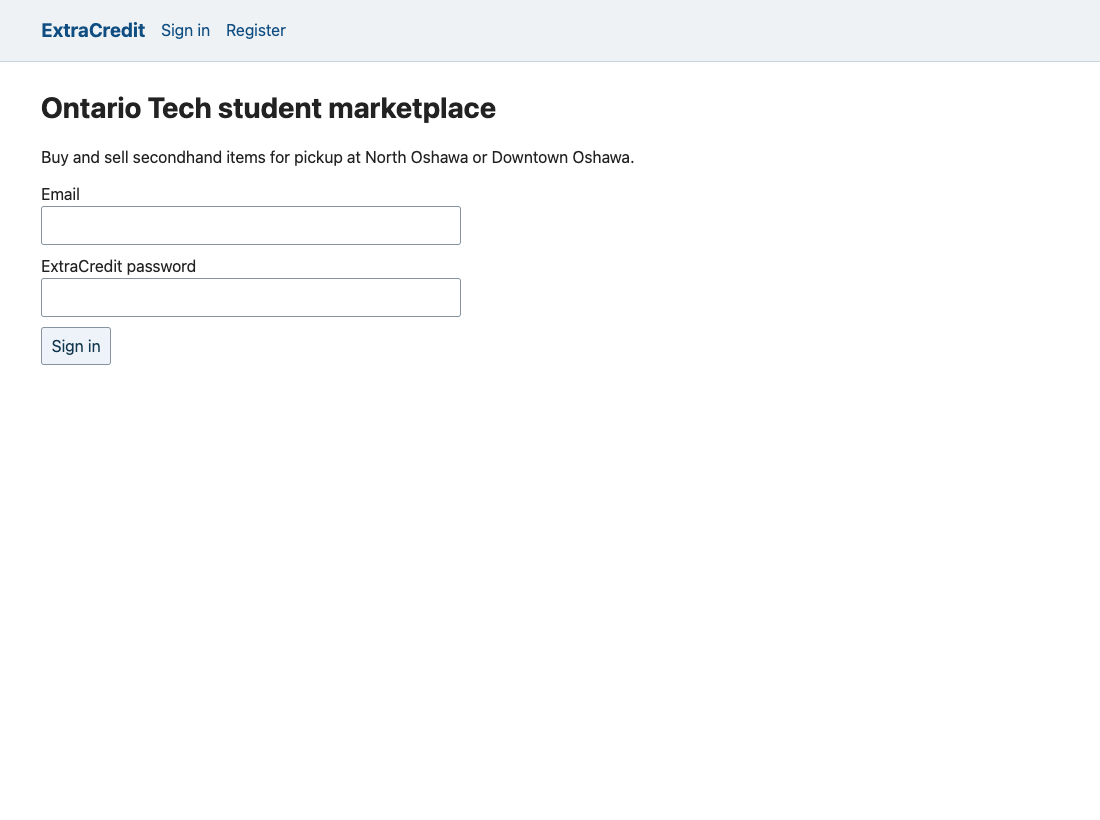 ExtraCredit Sign in Register
Ontario Tech student marketplace
Buy and sell secondhand items for pickup at North Oshawa or Downtown Oshawa.
Email
ExtraCredit password
Sign in